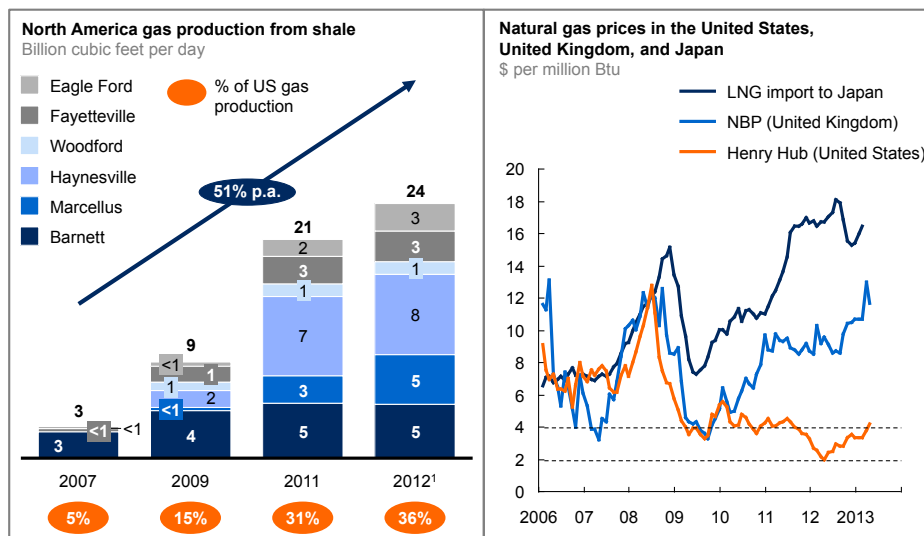 North America gas production from shale
Billion cubic feet per day
Eagle Ford
Fayetteville
Woodford
Haynesville
Marcellus
Barnett
% of US gas
production
51% p.a.
3
<1
<1
3
2007
5%
9
<1
1
1
2
<1
4
2009
15%
21
2
3
1
7
3
5
2011
31%
24
3
3
1
8
5
5
2012¹
36%
Natural gas prices in the United States,
United Kingdom, and Japan
$ per million Btu
LNG import to Japan
NBP (United Kingdom)
Henry Hub (United States)
20
18
16
14
12
10
8
6
4
2
0
2006 07 08 09 10 11 12 2013